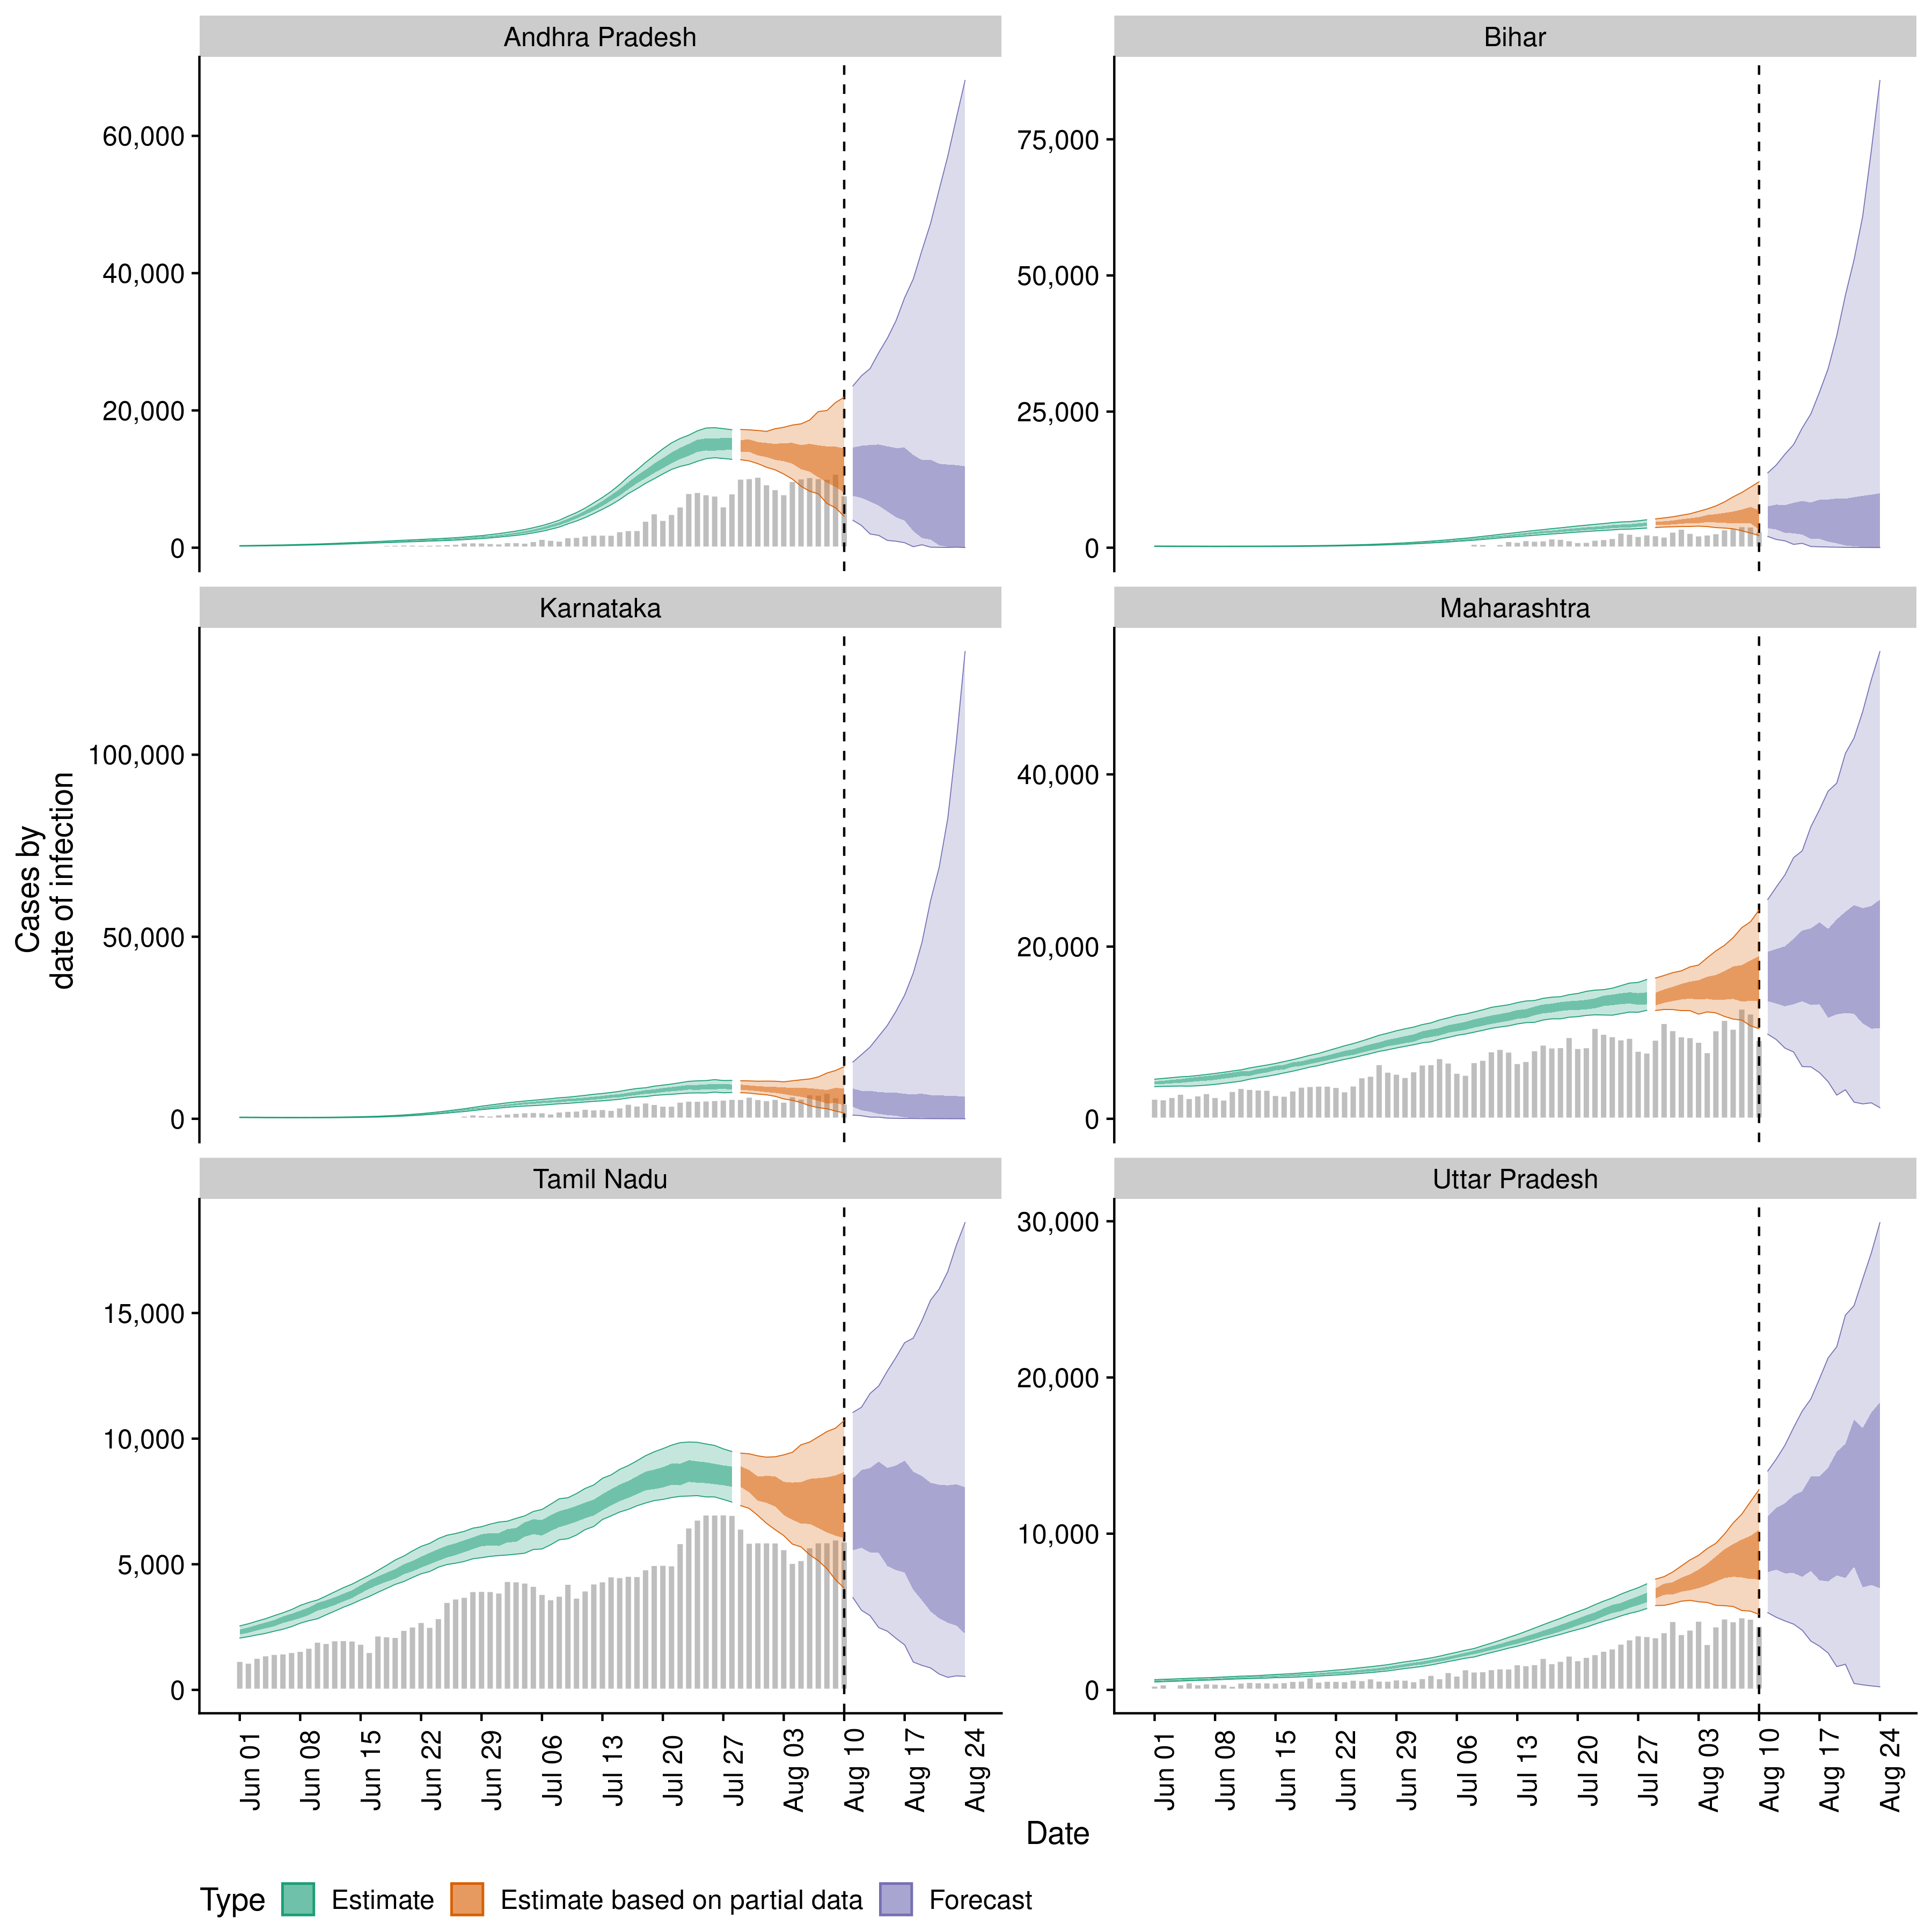 Andhra Pradesh
Bihar
60,000
40,000
20,000
0
75,000
50,000
25,000
0
Karnataka
Maharashtra
100,000
50,000
0
40,000
20,000
0
Tamil Nadu
Uttar Pradesh
15,000
10,000
5,000
0
30,000
20,000
10,000
0
Cases by
date of infection
Jun 01
Jun 08
Jun 15
Jun 22
Jun 29
Jul 06
Jul 13
Jul 20
Jul 27
Aug 03
Aug 10
Aug 17
Aug 24
Jun 01
Jun 08
Jun 15
Jun 22
Jun 29
Jul 06
Jul 13
Jul 20
Jul 27
Aug 03
Aug 10
Aug 17
Aug 24
Date
Type Estimate Estimate based on partial data Forecast